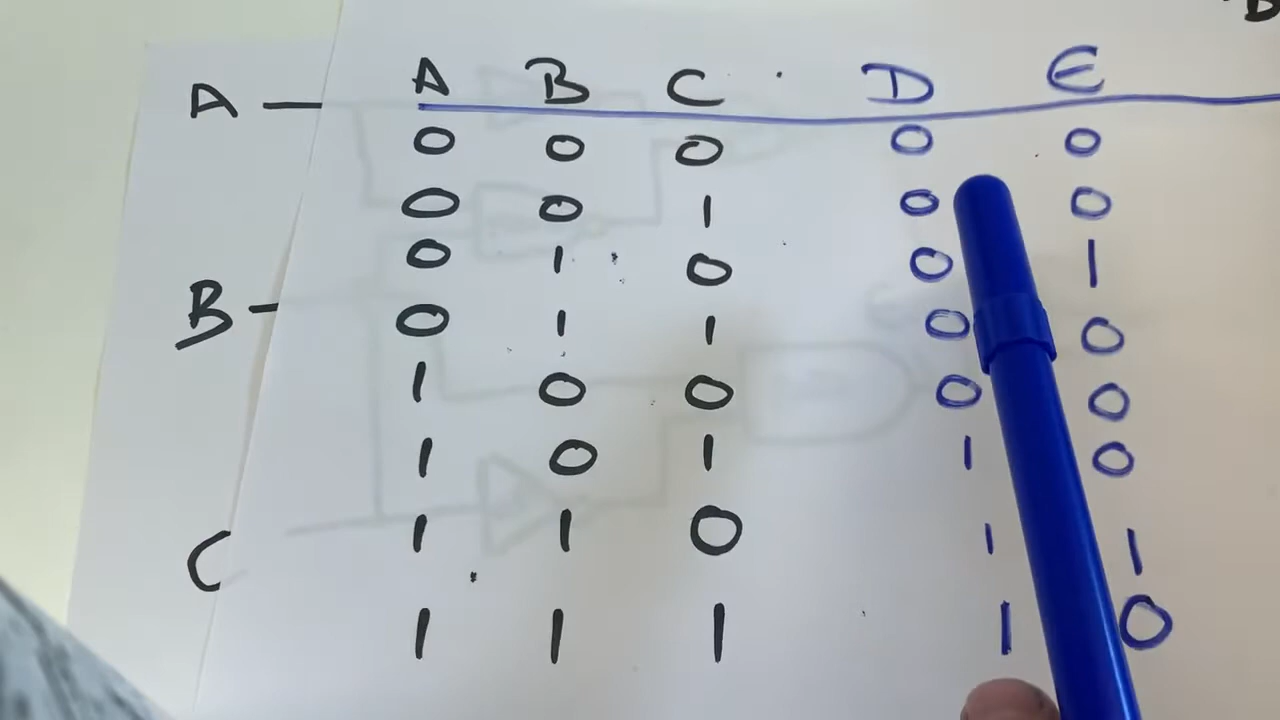 B
A B C D E
A
0 0 0 0 0
0 0 1 0 0
0 1 0 0 1
B
0 1 1 0 0
1 0 0 0 0
1 0 1 1 0
1 1 0 1 1
C
1 1 1 1 0